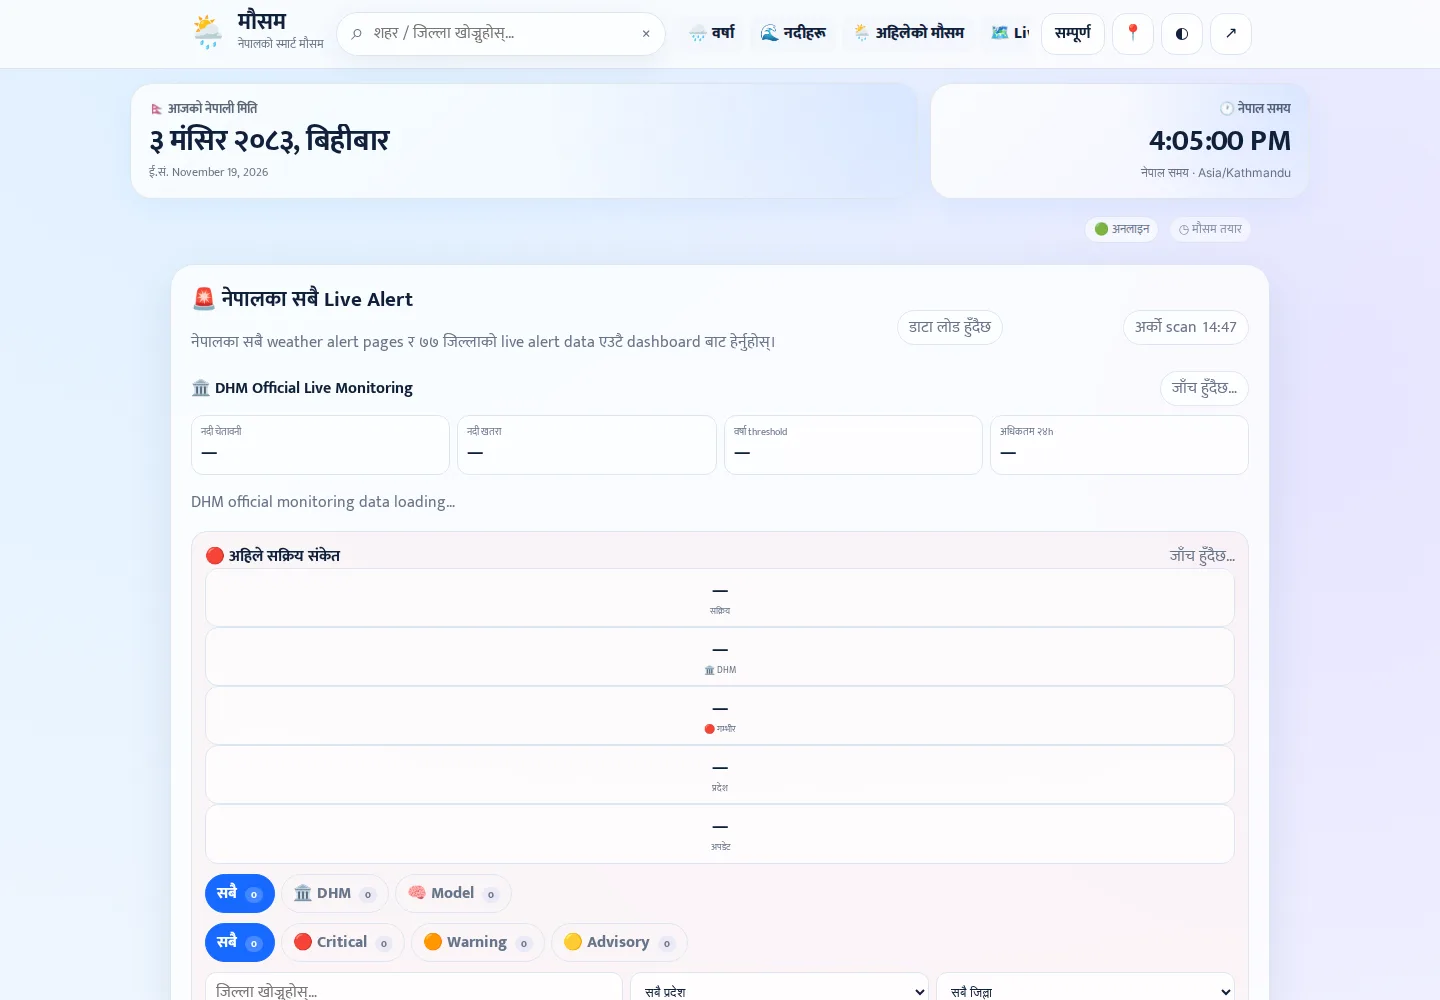 मौसम
नेपालको स्मार्ट मौसम
शहर / जिल्ला खोज्नुहोस्...
वर्षा
नदीहरू
अहिलेको मौसम
Liv
सम्पूर्ण
आजको नेपाली मिति
३ मंसिर २०८३, बिहीबार
ई.सं. November 19, 2026
नेपाल समय
4:05:00 PM
नेपाल समय · Asia/Kathmandu
अनलाइन
मौसम तयार
नेपालका सबै Live Alert
नेपालका सबै weather alert pages र ७७ जिल्लाको live alert data एउटै dashboard बाट हेर्नुहोस्।
डाटा लोड हुँदैछ
अर्को scan 14:47
DHM Official Live Monitoring
जाँच हुँदैछ...
नदी चेतावनी
—
नदी खतरा
—
वर्षा threshold
—
अधिकतम २४h
—
DHM official monitoring data loading...
अहिले सक्रिय संकेत
जाँच हुँदैछ...
—
सक्रिय
—
DHM
—
गम्भीर
—
प्रदेश
—
अपडेट
सबै 0
DHM 0
Model 0
सबै 0
Critical 0
Warning 0
Advisory 0
जिल्ला खोज्नुहोस्...
सबै प्रदेश
सबै जिल्ला